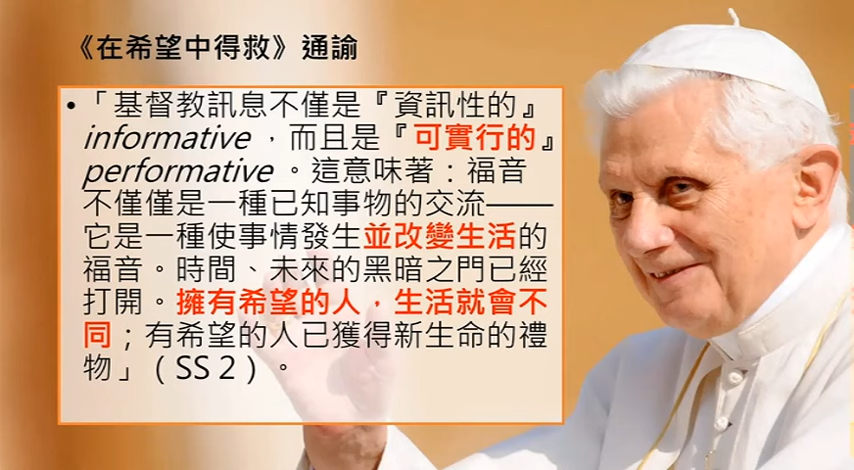 《在希望中得救》通諭
•「基督教訊息不僅是『資訊性的』
informative，而且是『可實行的』
performative。這意味著：福音
不僅僅是一種已知事物的交流——
它是一種使事情發生並改變生活的
福音。時間、未來的黑暗之門已經
打開。擁有希望的人，生活就會不
同；有希望的人已獲得新生命的禮
物」（SS 2）。